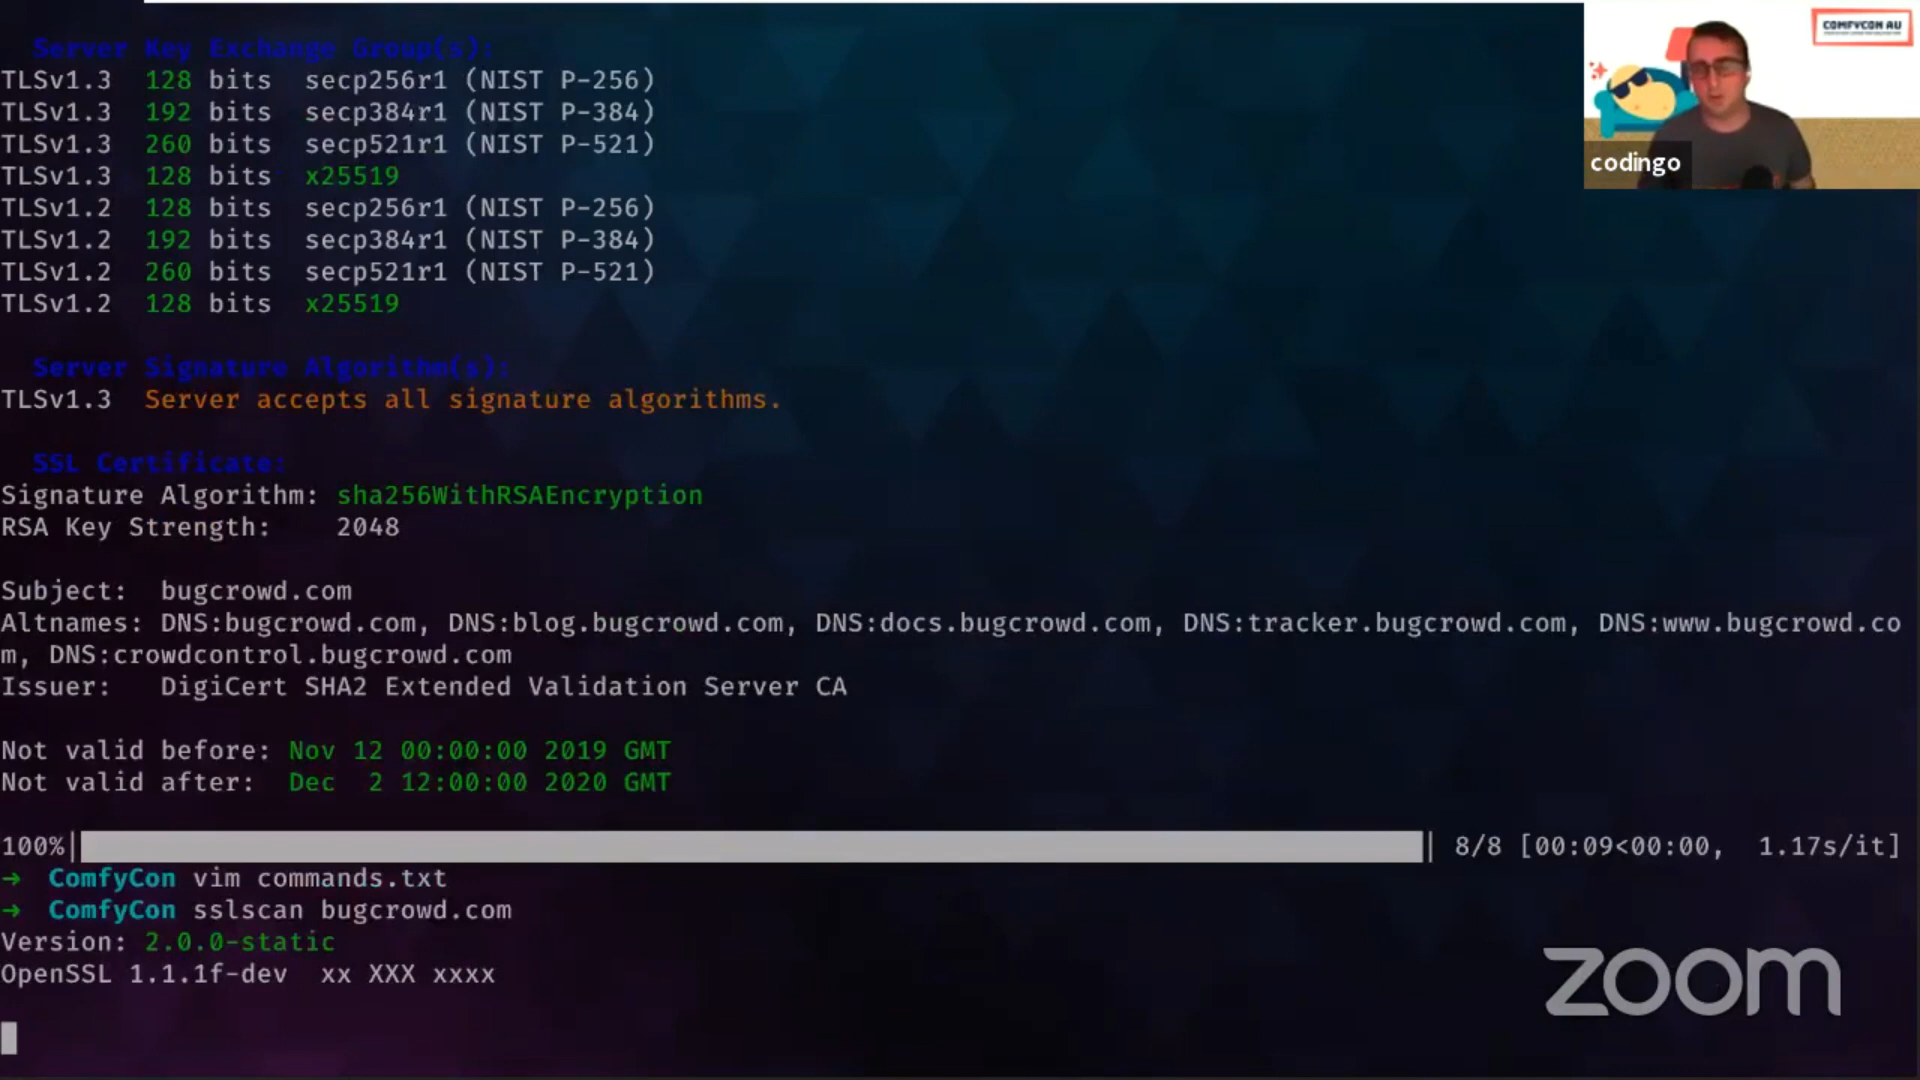 Server Key Exchange Group(s):
TLSv1.3  128 bits  secp256r1 (NIST P-256)
TLSv1.3  192 bits  secp384r1 (NIST P-384)
TLSv1.3  260 bits  secp521r1 (NIST P-521)
TLSv1.3  128 bits  x25519
TLSv1.2  128 bits  secp256r1 (NIST P-256)
TLSv1.2  192 bits  secp384r1 (NIST P-384)
TLSv1.2  260 bits  secp521r1 (NIST P-521)
TLSv1.2  128 bits  x25519
Server Signature Algorithm(s):
TLSv1.3  Server accepts all signature algorithms.
SSL Certificate:
Signature Algorithm: sha256WithRSAEncryption
RSA Key Strength:    2048
Subject:  bugcrowd.com
Altnames: DNS:bugcrowd.com, DNS:blog.bugcrowd.com, DNS:docs.bugcrowd.com, DNS:tracker.bugcrowd.com, DNS:www.bugcrowd.co
m, DNS:crowdcontrol.bugcrowd.com
Issuer:   DigiCert SHA2 Extended Validation Server CA
Not valid before: Nov 12 00:00:00 2019 GMT
Not valid after:  Dec  2 12:00:00 2020 GMT
100%| | 8/8 [00:09<00:00,  1.17s/it]
→ ComfyCon vim commands.txt
→ ComfyCon sslscan bugcrowd.com
Version: 2.0.0-static
OpenSSL 1.1.1f-dev  xx XXX xxxx
COMFYCON AU
codingo
zoom